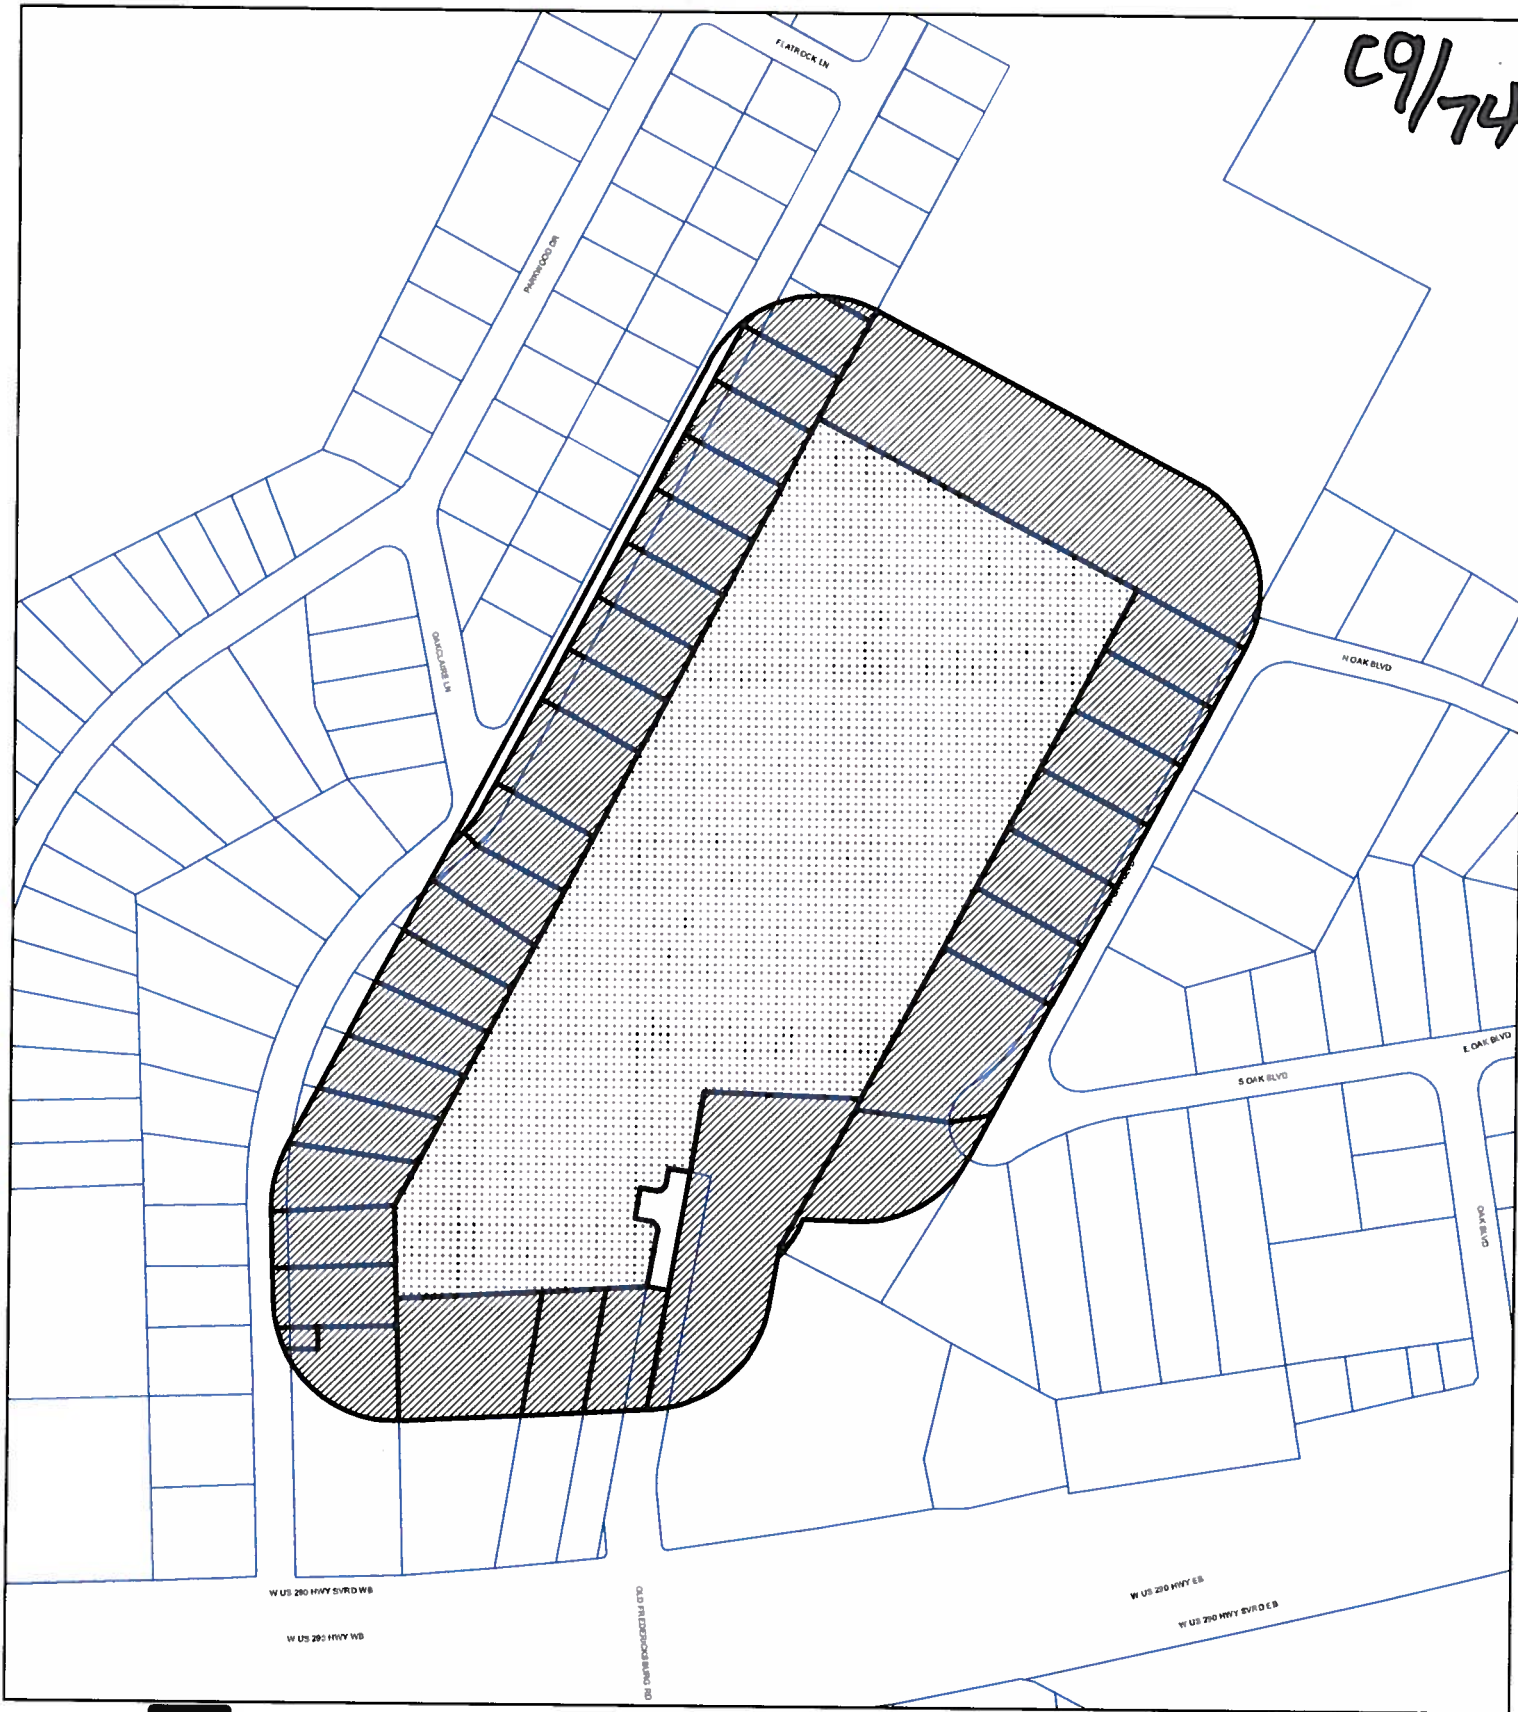 C9/74
FLATROCK LN
PARKWOOD DR
OAKCLAIRE LN
N OAK BLVD
E OAK BLVD
S OAK BLVD
OAK BLVD
W US 290 HWY SVRD WB
W US 290 HWY WB
OLD FREDERICKSBURG RD
W US 290 HWY EB
W US 290 HWY SVRD EB